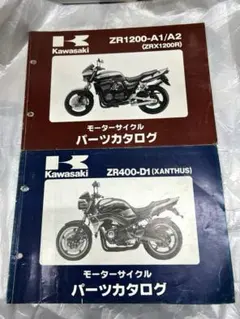 Kawasaki
ZR1200-A1/A2
(ZRX1200R)
モーターサイクル
パーツカタログ
Kawasaki
ZR400-D1(XANTHUS)
モーターサイクル
パーツカタログ